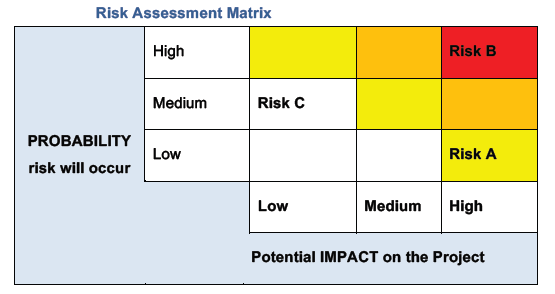 Risk Assessment Matrix
High
Risk B
Medium
Risk C
PROBABILITY
risk will occur
Low
Risk A
Low
Medium
High
Potential IMPACT on the Project